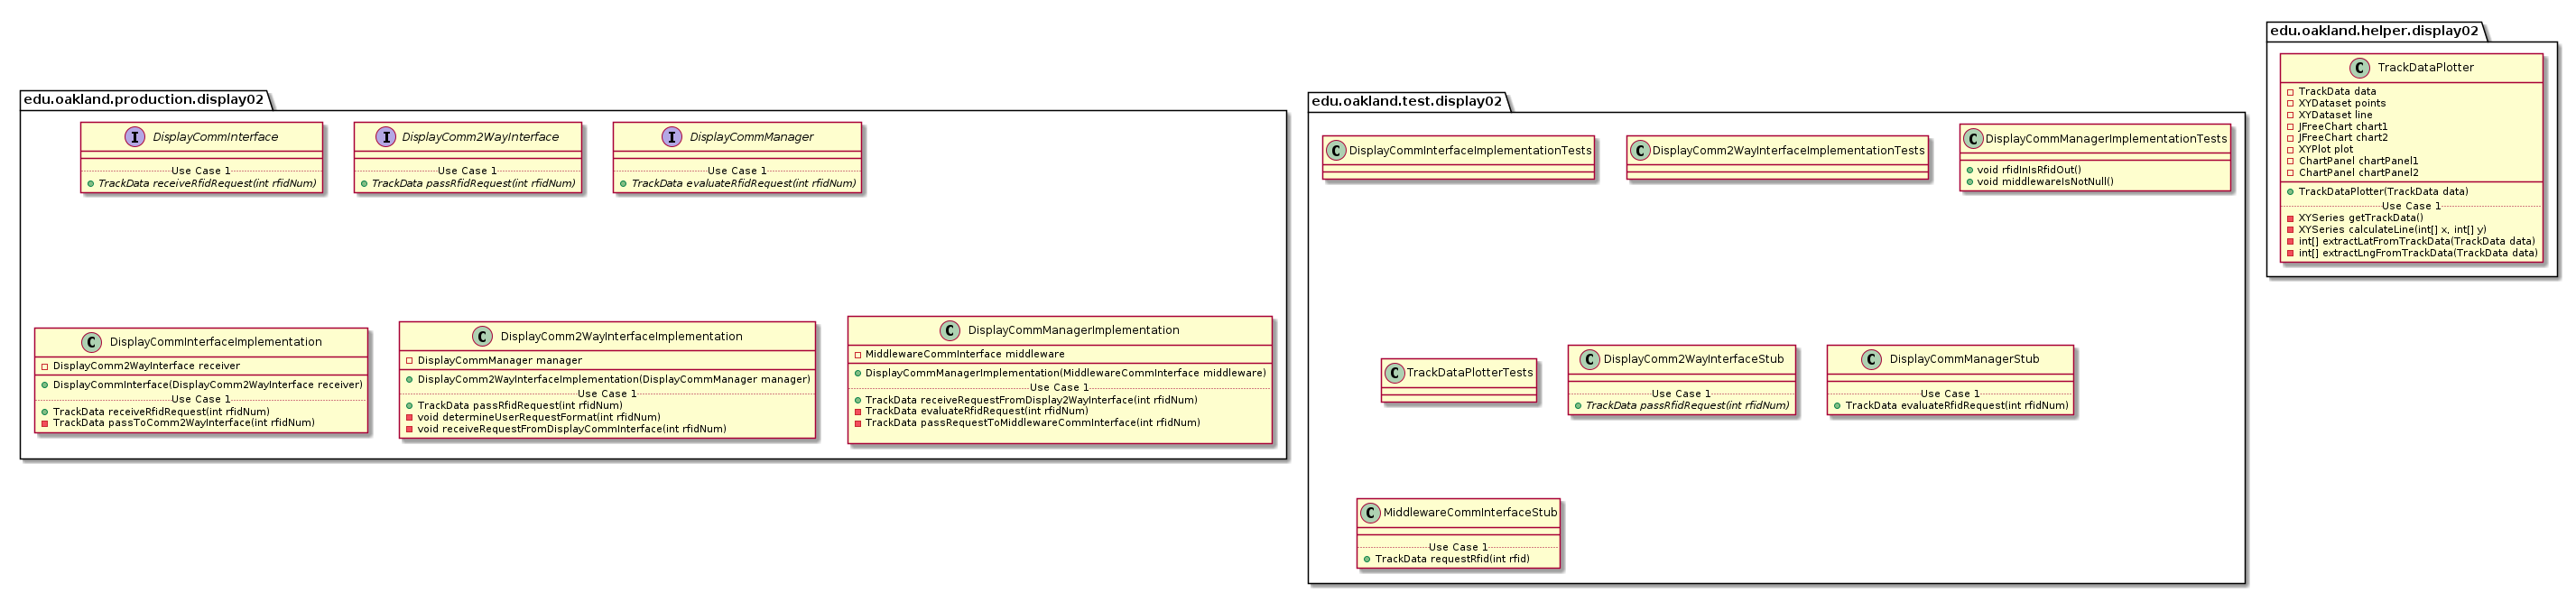 edu.oakland.production.display02
I DisplayCommInterface
Use Case 1
TrackData receiveRfidRequest(int rfidNum)
I DisplayComm2WayInterface
Use Case 1
TrackData passRfidRequest(int rfidNum)
I DisplayCommManager
Use Case 1
TrackData evaluateRfidRequest(int rfidNum)
C DisplayCommInterfaceImplementation
DisplayComm2WayInterface receiver
DisplayCommInterface(DisplayComm2WayInterface receiver)
Use Case 1
TrackData receiveRfidRequest(int rfidNum)
TrackData passToComm2WayInterface(int rfidNum)
C DisplayComm2WayInterfaceImplementation
DisplayCommManager manager
DisplayComm2WayInterfaceImplementation(DisplayCommManager manager)
Use Case 1
TrackData passRfidRequest(int rfidNum)
void determineUserRequestFormat(int rfidNum)
void receiveRequestFromDisplayCommInterface(int rfidNum)
C DisplayCommManagerImplementation
MiddlewareCommInterface middleware
DisplayCommManagerImplementation(MiddlewareCommInterface middleware)
Use Case 1
TrackData receiveRequestFromDisplay2WayInterface(int rfidNum)
TrackData evaluateRfidRequest(int rfidNum)
TrackData passRequestToMiddlewareCommInterface(int rfidNum)
edu.oakland.test.display02
C DisplayCommInterfaceImplementationTests
C DisplayComm2WayInterfaceImplementationTests
C DisplayCommManagerImplementationTests
void rfidInIsRfidOut()
void middlewareIsNotNull()
C TrackDataPlotterTests
C DisplayComm2WayInterfaceStub
Use Case 1
TrackData passRfidRequest(int rfidNum)
C DisplayCommManagerStub
Use Case 1
TrackData evaluateRfidRequest(int rfidNum)
C MiddlewareCommInterfaceStub
Use Case 1
TrackData requestRfid(int rfid)
edu.oakland.helper.display02
C TrackDataPlotter
TrackData data
XYDataset points
XYDataset line
JFreeChart chart1
JFreeChart chart2
XYPlot plot
ChartPanel chartPanel1
ChartPanel chartPanel2
TrackDataPlotter(TrackData data)
Use Case 1
XYSeries getTrackData()
XYSeries calculateLine(int[] x, int[] y)
int[] extractLatFromTrackData(TrackData data)
int[] extractLngFromTrackData(TrackData data)